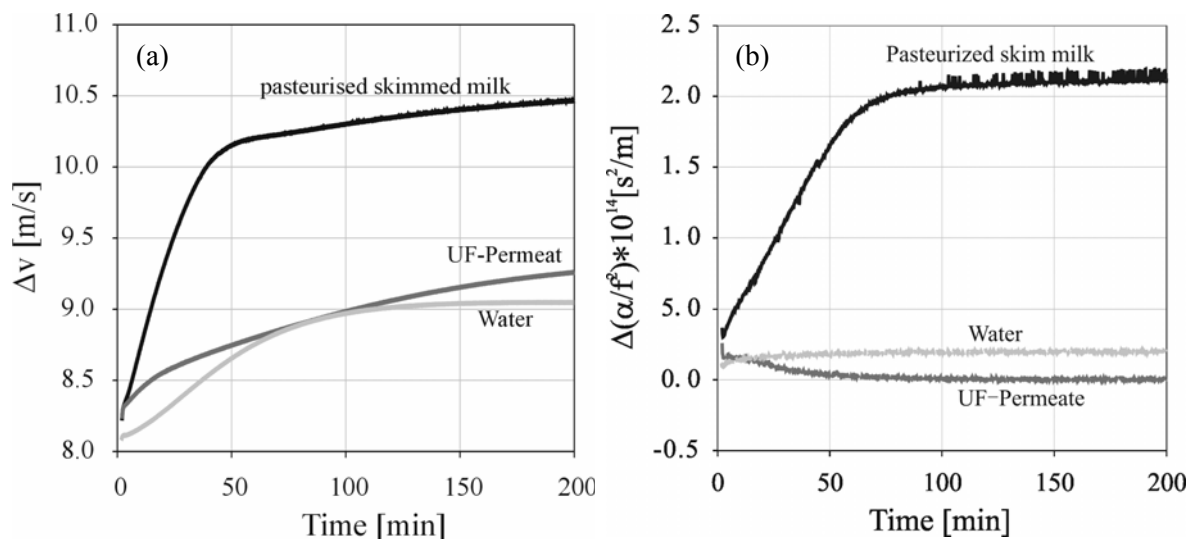 (a)
pasteurised skimmed milk
UF-Permeat
Water
Δv [m/s]
11.0
10.5
10.0
9.5
9.0
8.5
8.0
0 50 100 150 200
Time [min]
(b)
Pasteurized skim milk
Water
UF−Permeate
Δ(α/f²)*10¹⁴[s²/m]
2.5
2.0
1.5
1.0
5.0
0.0
-0.5
0 50 100 150 200
Time [min]